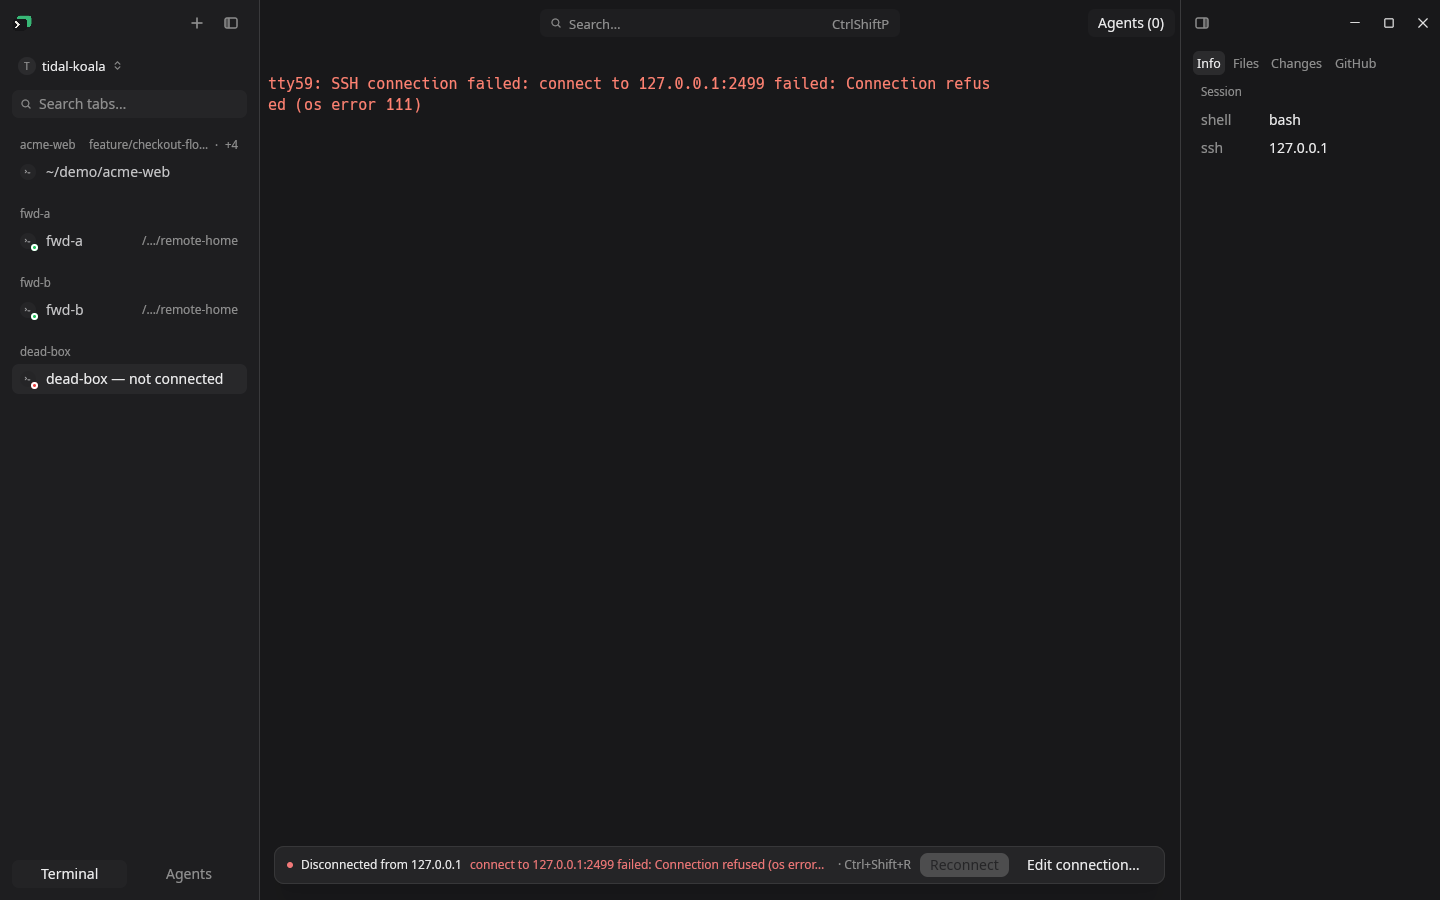 Search...
CtrlShiftP
Agents (0)
T tidal-koala
Search tabs...
acme-web feature/checkout-flo... · +4
~/demo/acme-web
fwd-a
fwd-a /.../remote-home
fwd-b
fwd-b /.../remote-home
dead-box
dead-box — not connected
Terminal
Agents
tty59: SSH connection failed: connect to 127.0.0.1:2499 failed: Connection refus
ed (os error 111)
Disconnected from 127.0.0.1 connect to 127.0.0.1:2499 failed: Connection refused (os error... · Ctrl+Shift+R Reconnect Edit connection...
Info Files Changes GitHub
Session
shell bash
ssh 127.0.0.1